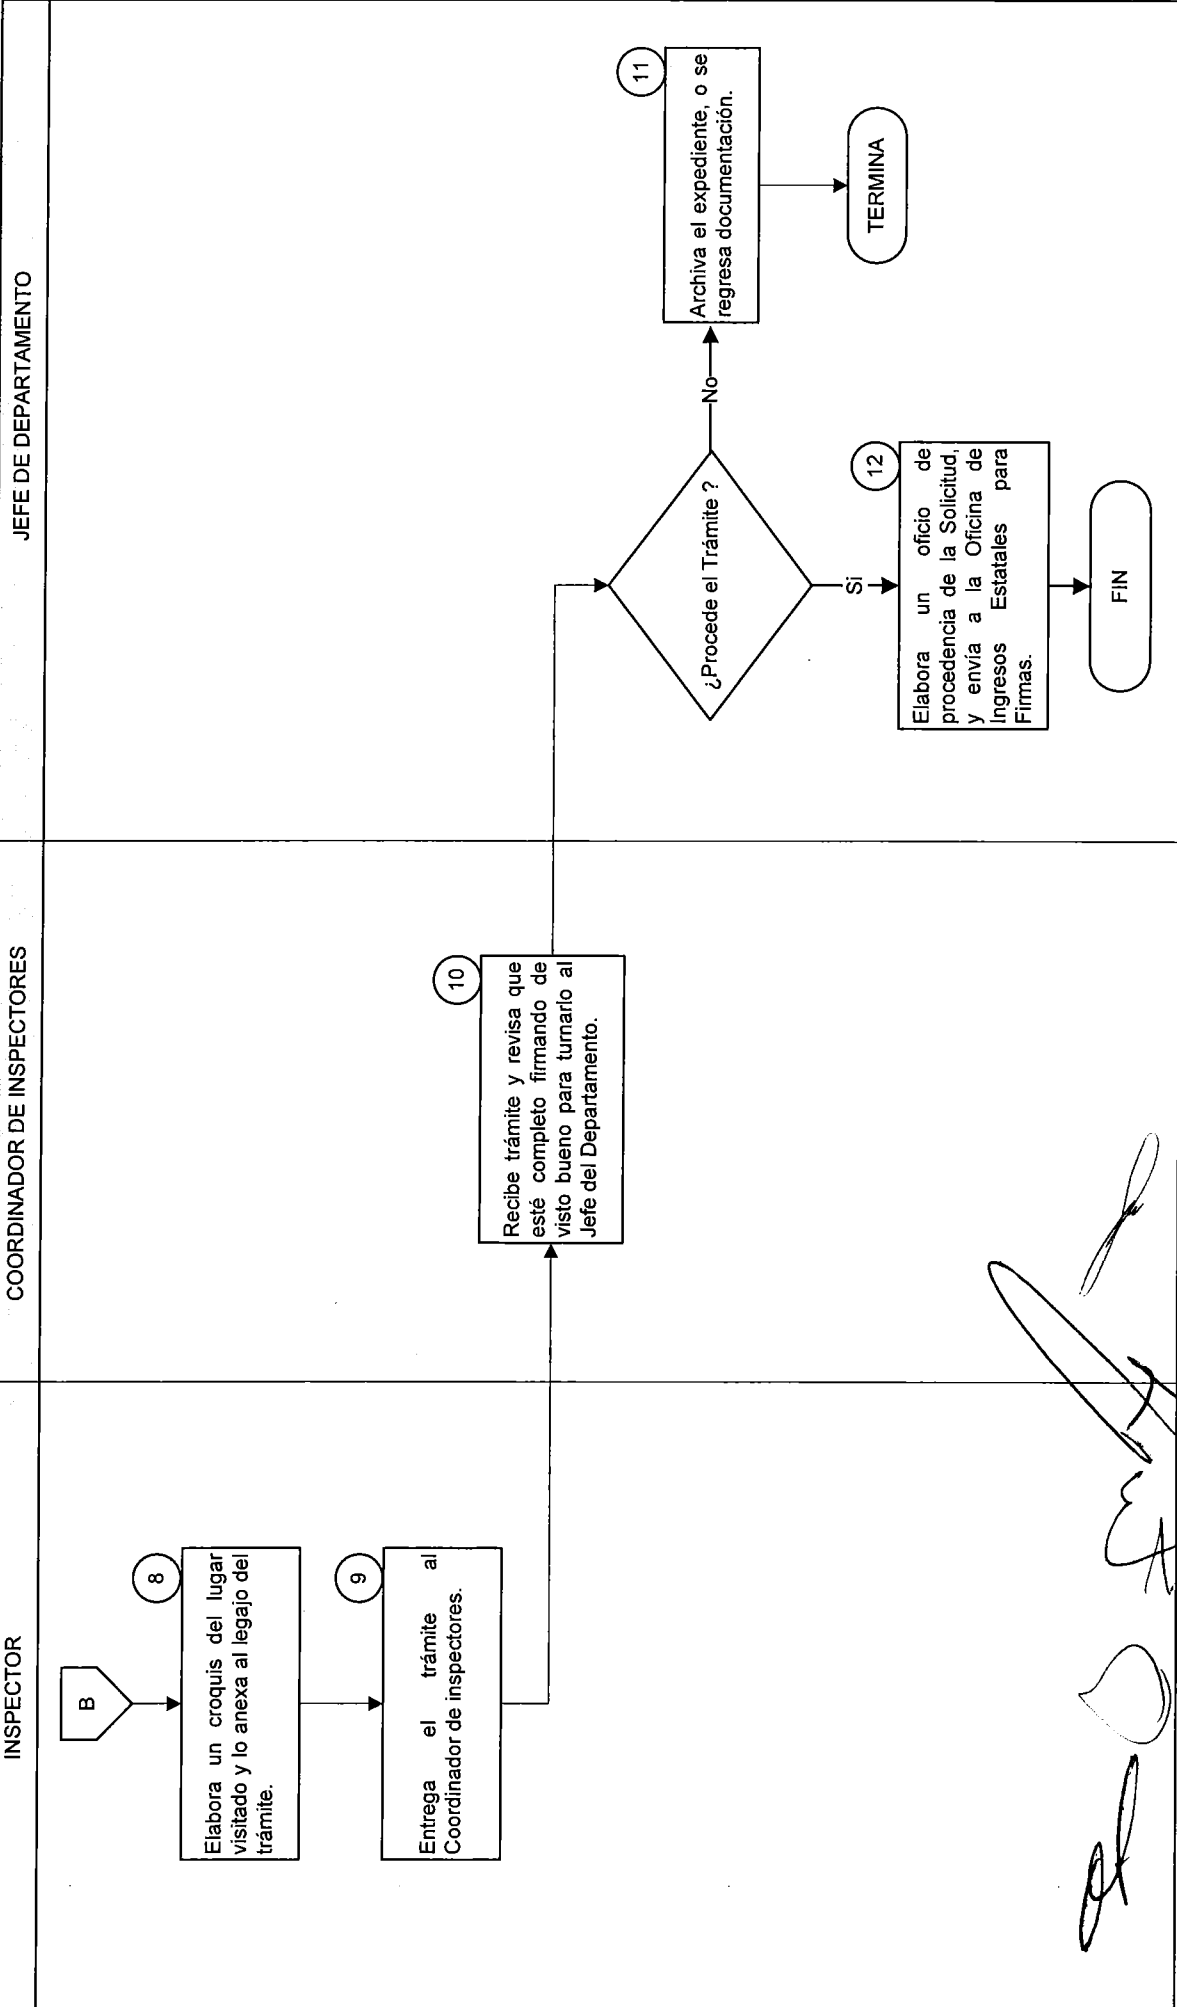 INSPECTOR
COORDINADOR DE INSPECTORES
JEFE DE DEPARTAMENTO
B
8
Elabora un croquis del lugar
visitado y lo anexa al legajo del
trámite.
9
Entrega el trámite al
Coordinador de inspectores.
10
Recibe trámite y revisa que
esté completo firmando de
visto bueno para turnarlo al
Jefe del Departamento.
¿Procede el Trámite ?
No
11
Archiva el expediente, o se
regresa documentación.
TERMINA
Si
12
Elabora un oficio de
procedencia de la Solicitud,
y envía a la Oficina de
Ingresos Estatales para
Firmas.
FIN